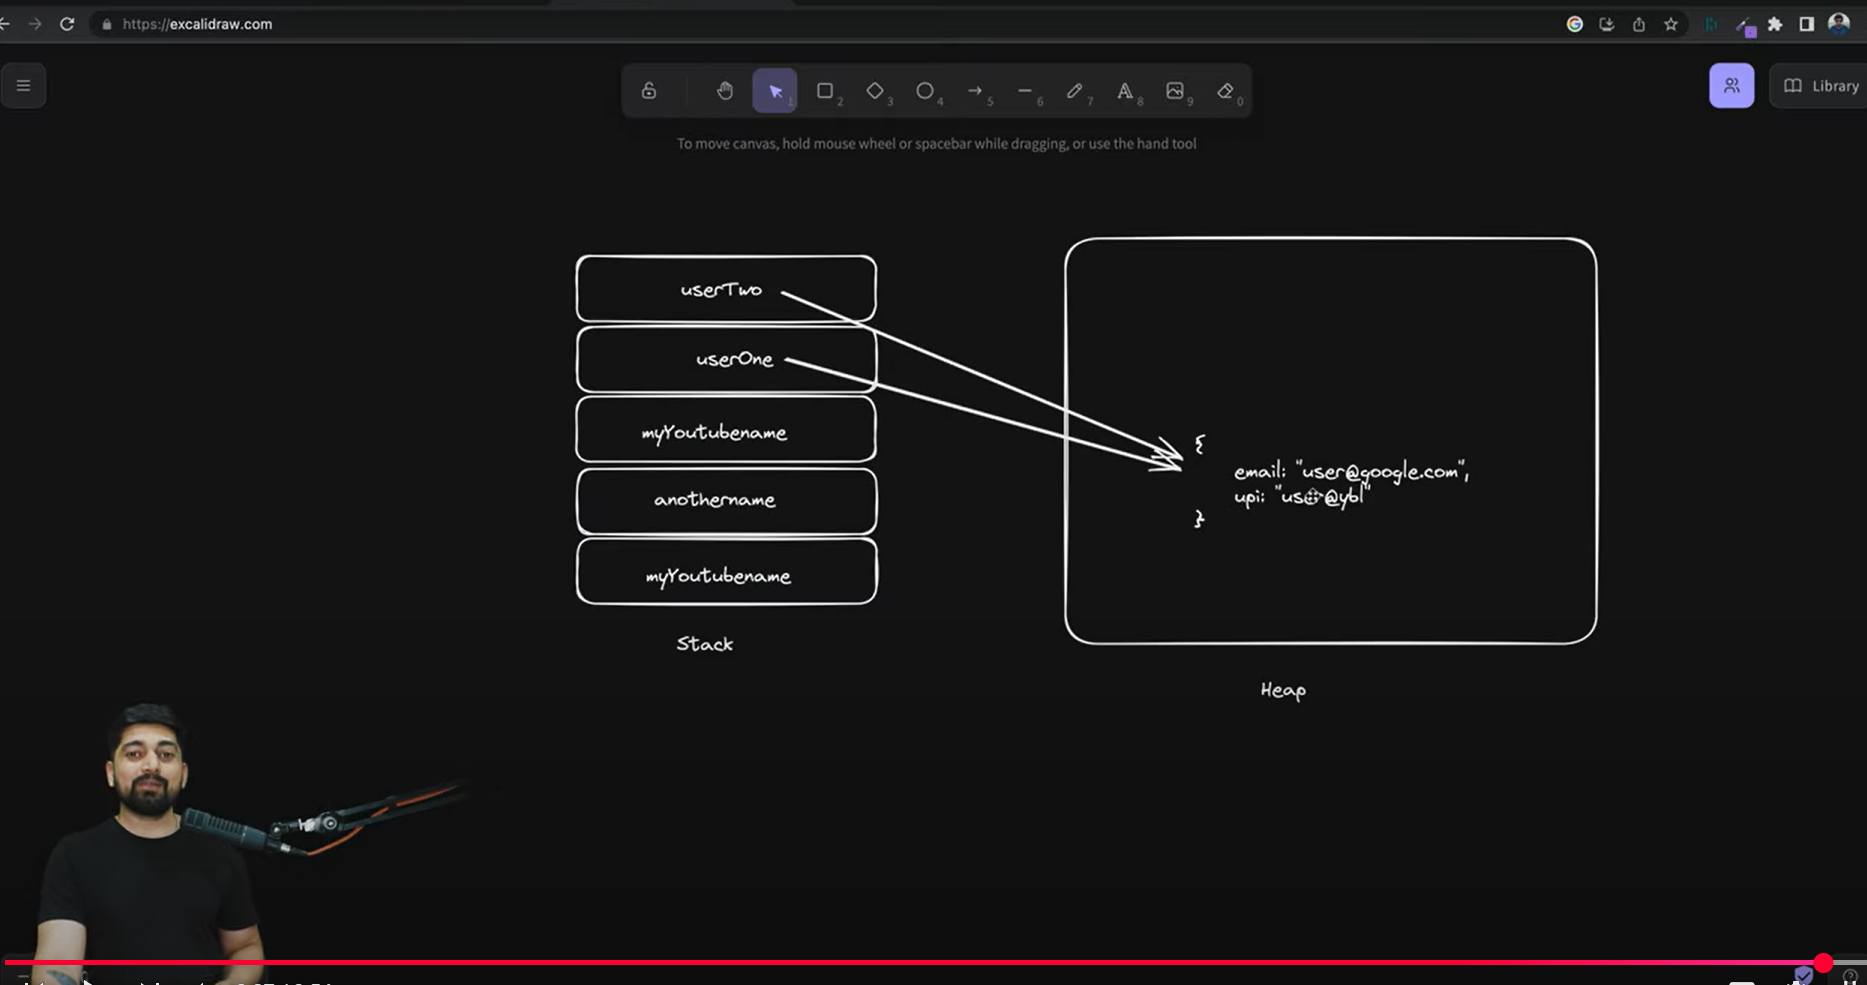 https://excalidraw.com
1
2
3
4
5
6
7
8
9
0
Library
To move canvas, hold mouse wheel or spacebar while dragging, or use the hand tool
userTwo
userOne
myYoutubename
anothername
myYoutubename
Stack
{
email: "user@google.com",
upi: "user@ybl"
}
Heap